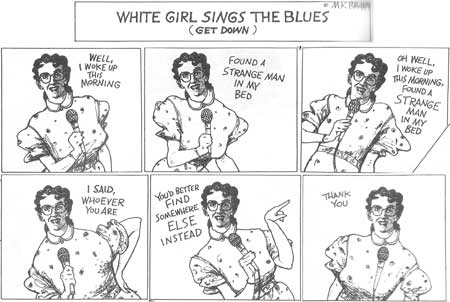 WHITE GIRL SINGS THE BLUES
(GET DOWN)
© M.K. BROWN
WELL,
I WOKE UP
THIS
MORNING
FOUND A
STRANGE MAN
IN MY
BED
OH WELL,
I WOKE UP
THIS MORNING,
FOUND A
STRANGE
MAN
IN MY
BED
I SAID,
WHOEVER
YOU ARE
YOU'D BETTER
FIND
SOMEWHERE
ELSE
INSTEAD
THANK
YOU